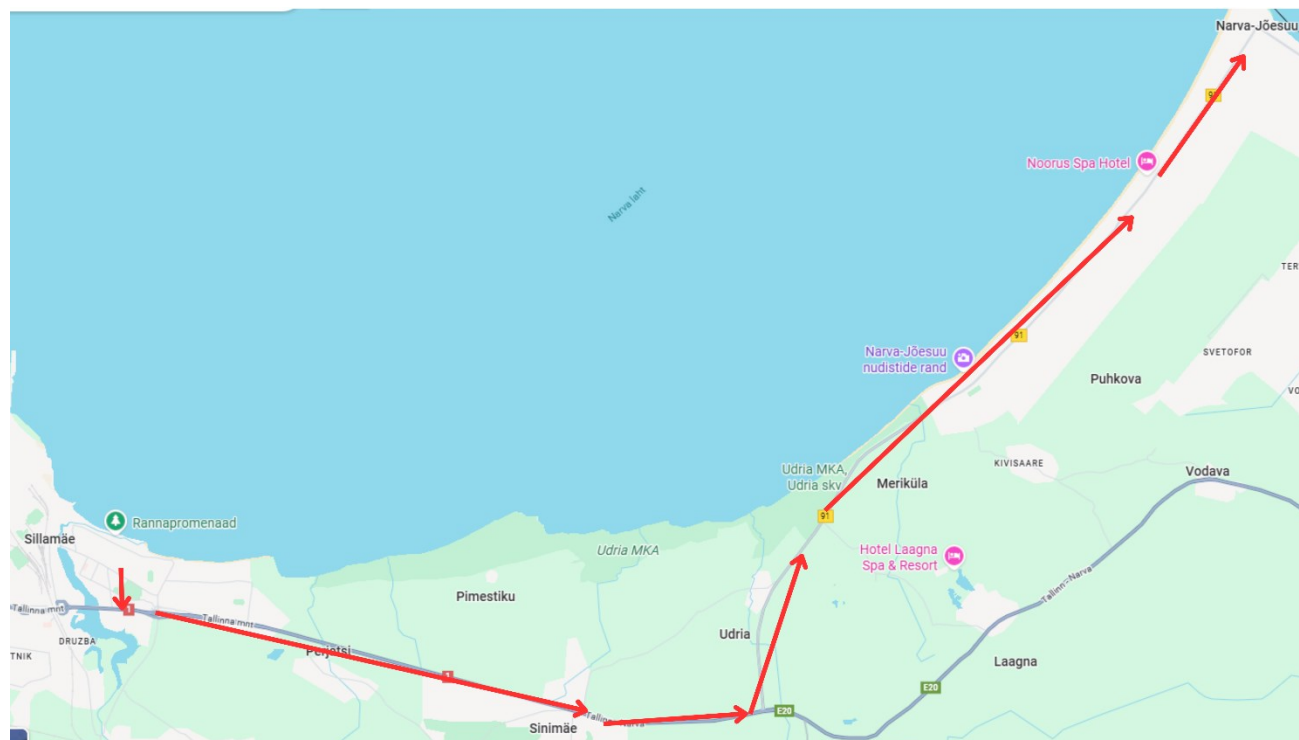 Narva-Jõesuu
91
Noorus Spa Hotel
Narva laht
TER
91
Narva-Jõesuu
nudistide rand
SVETOFOR
Puhkova
VO
Udria MKA,
Udria skv
Meriküla
KIVISAARE
Vodava
91
Rannapromenaad
Sillamäe
Udria MKA
Hotel Laagna
Spa & Resort
Tallinn-Narva
Pimestiku
Tallinna mnt
1
Tallinna mnt
DRUZBA
Udria
TNIK
Perjatsi
Laagna
1
E20
E20
Sinimäe